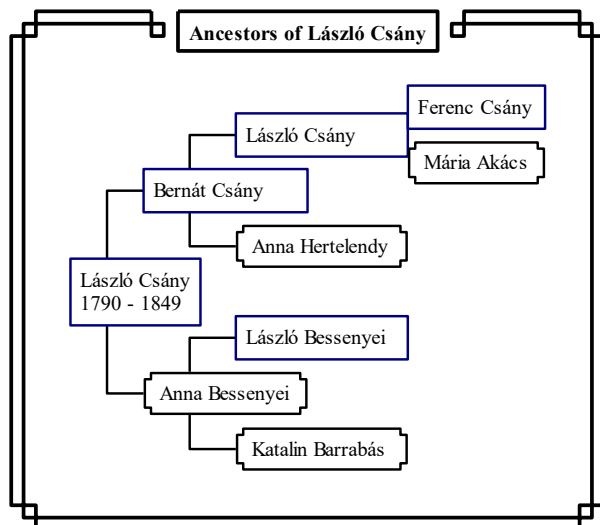 Ancestors of László Csány
Ferenc Csány
László Csány
Mária Akács
Bernát Csány
Anna Hertelendy
László Csány
1790 - 1849
László Bessenyei
Anna Bessenyei
Katalin Barrabás